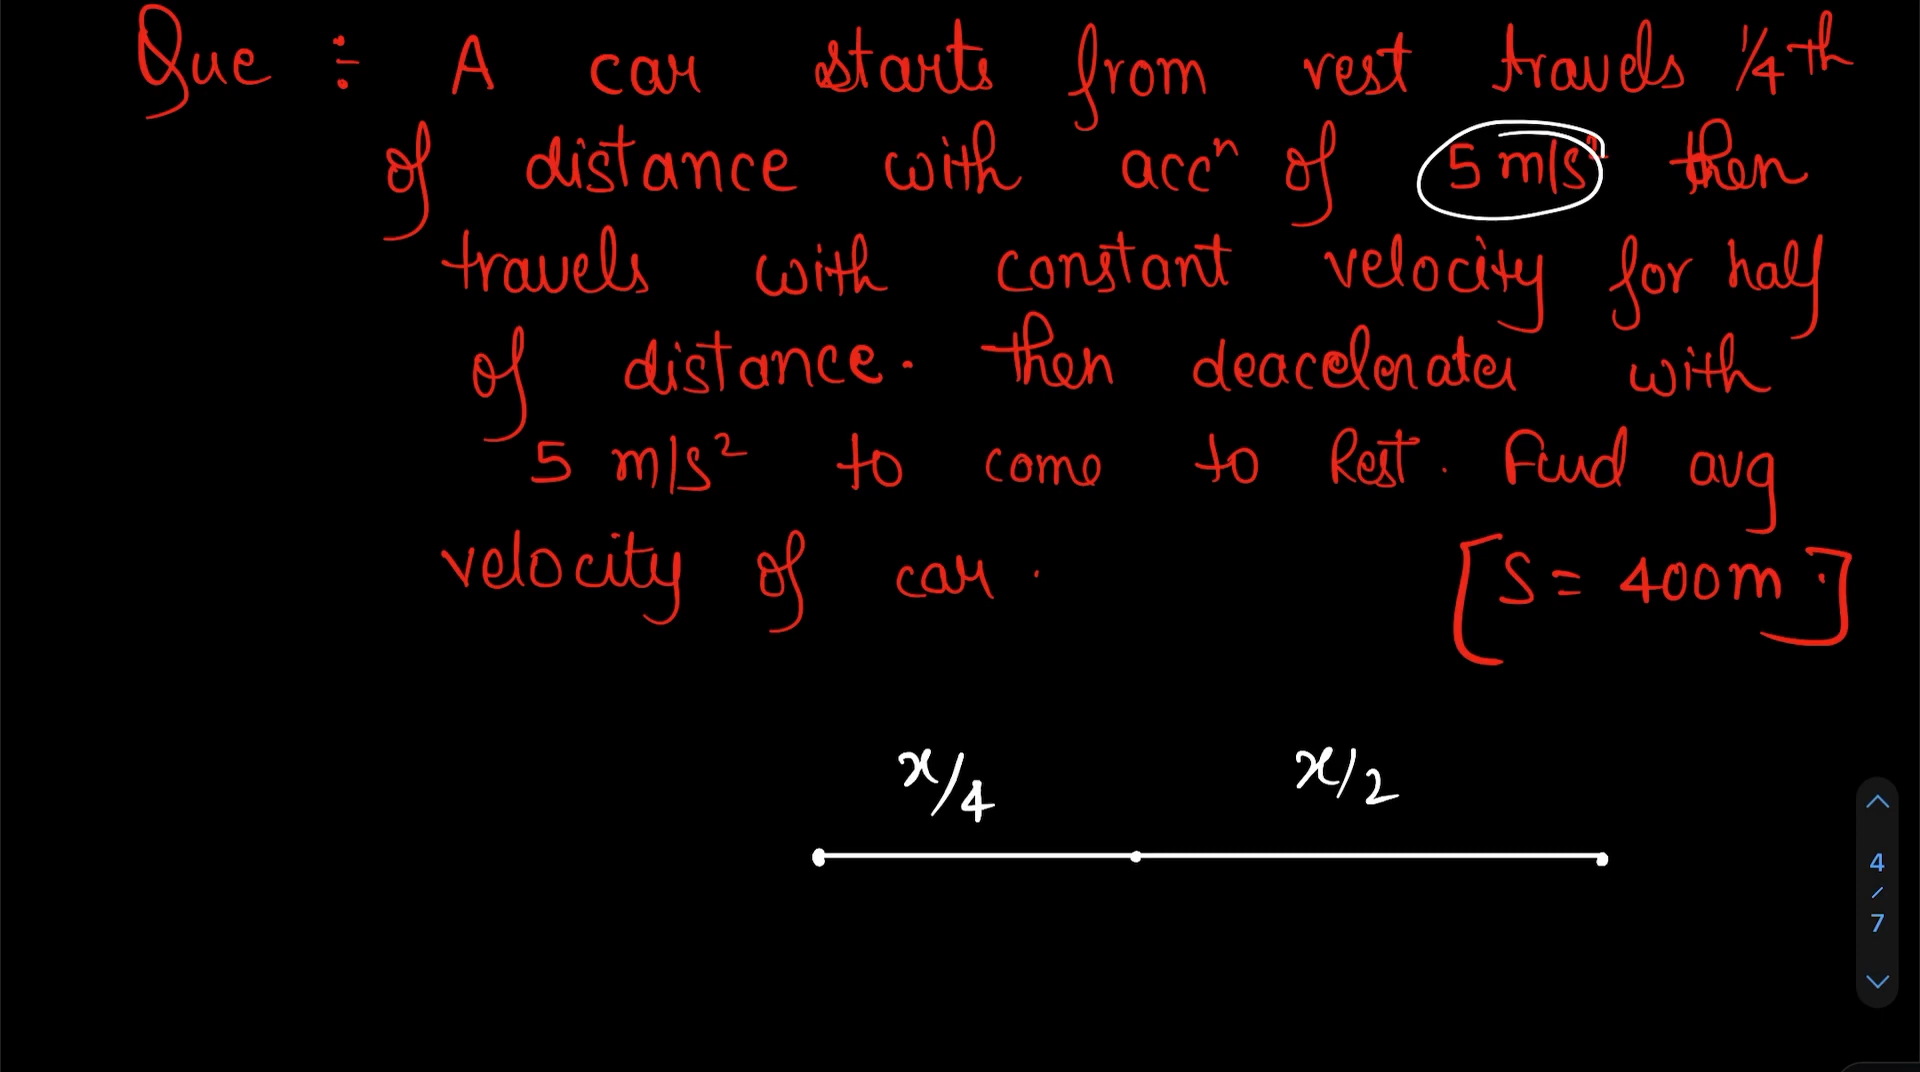 Que ÷ A car starts from rest travels 1/4th
of distance with accⁿ of 5 m/s² then
travels with constant velocity for half
of distance. then deacelerates with
5 m/s² to come to Rest. Find avg
velocity of car.
[S = 400m.]
x/4 x/2
4
/
7